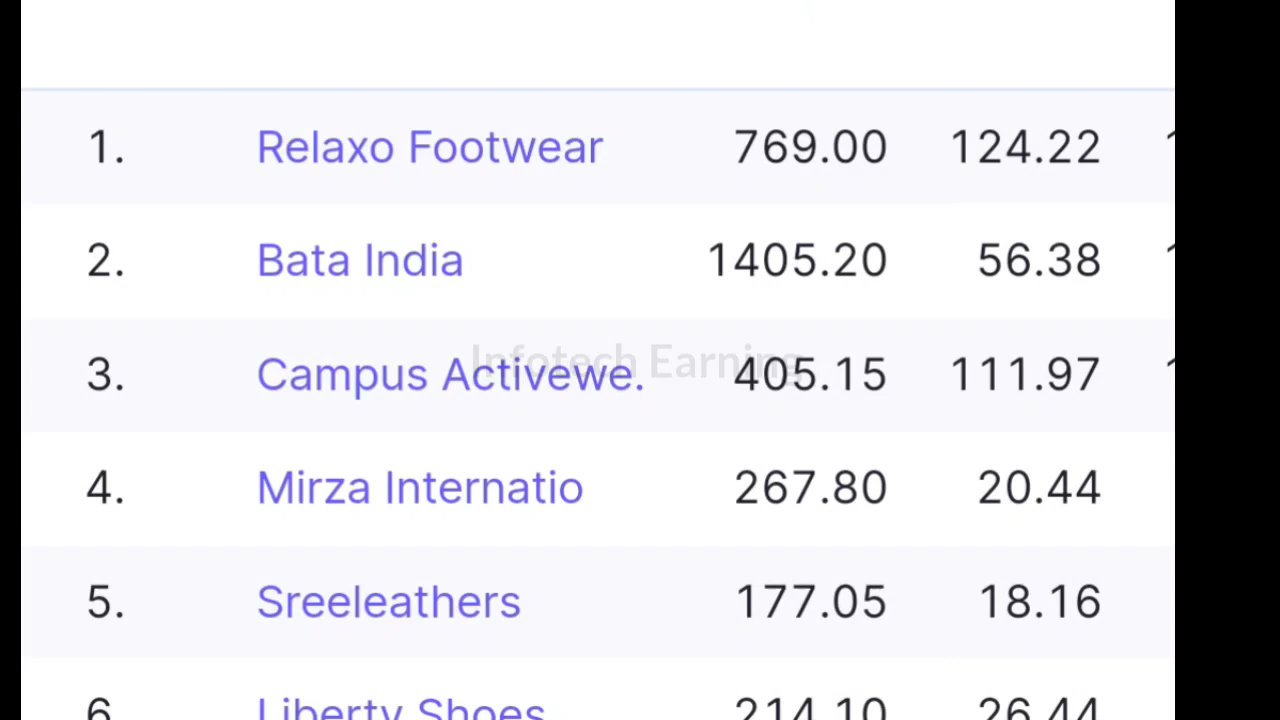 1. Relaxo Footwear 769.00 124.22
2. Bata India 1405.20 56.38
3. Campus Activewe. 405.15 111.97
Infotech Earning
4. Mirza Internatio 267.80 20.44
5. Sreeleathers 177.05 18.16
6. Liberty Shoes 214.10 26.44